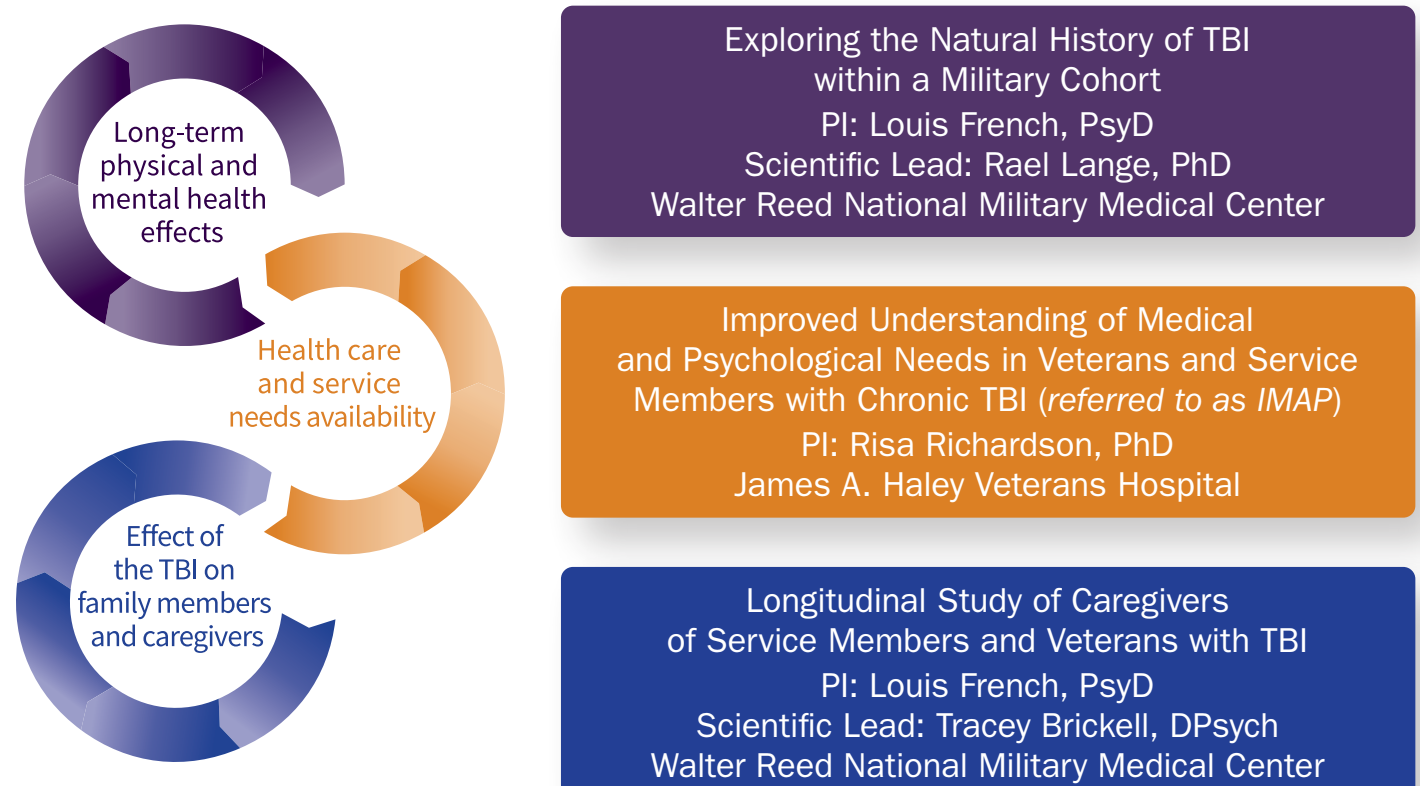 Long-term
physical and
mental health
effects
Exploring the Natural History of TBI
within a Military Cohort
PI: Louis French, PsyD
Scientific Lead: Rael Lange, PhD
Walter Reed National Military Medical Center
Health care
and service
needs availability
Improved Understanding of Medical
and Psychological Needs in Veterans and Service
Members with Chronic TBI (referred to as IMAP)
PI: Risa Richardson, PhD
James A. Haley Veterans Hospital
Effect of
the TBI on
family members
and caregivers
Longitudinal Study of Caregivers
of Service Members and Veterans with TBI
PI: Louis French, PsyD
Scientific Lead: Tracey Brickell, DPsych
Walter Reed National Military Medical Center